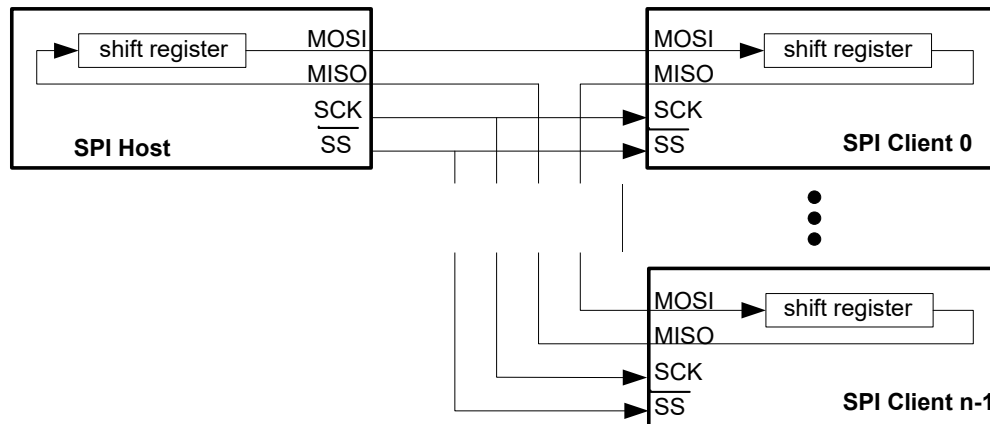 shift register
MOSI
MISO
SCK
SS
SPI Host
MOSI
shift register
MISO
SCK
SS
SPI Client 0
MOSI
shift register
MISO
SCK
SS
SPI Client n-1